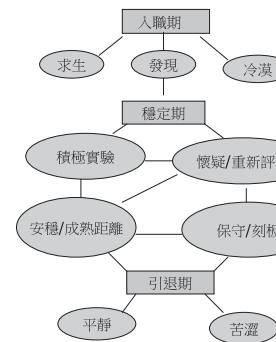 入職期
求生
發現
冷漠
穩定期
積極實驗
懷疑/重新評
安穩/成熟距離
保守/刻板
引退期
平靜
苦澀